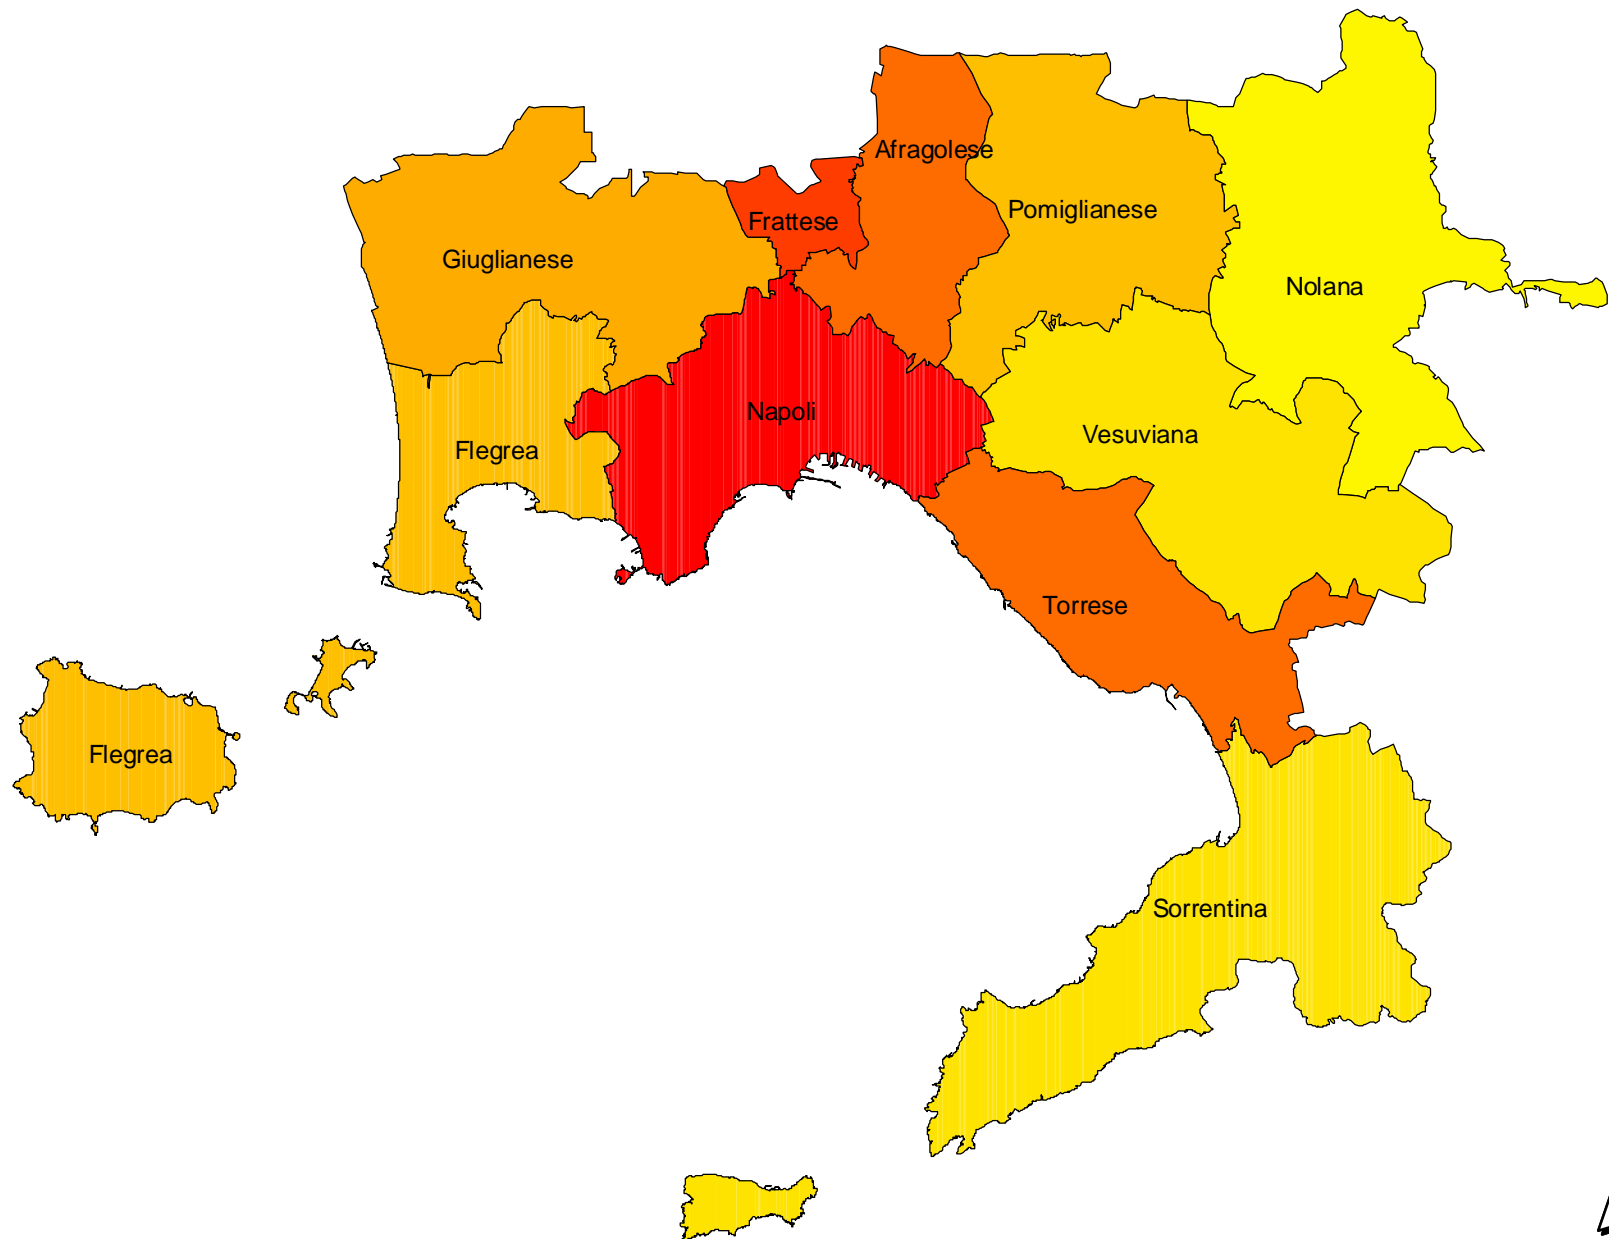 Afragolese
Pomiglianese
Frattese
Giuglianese
Nolana
Napoli
Vesuviana
Flegrea
Torrese
Flegrea
Sorrentina